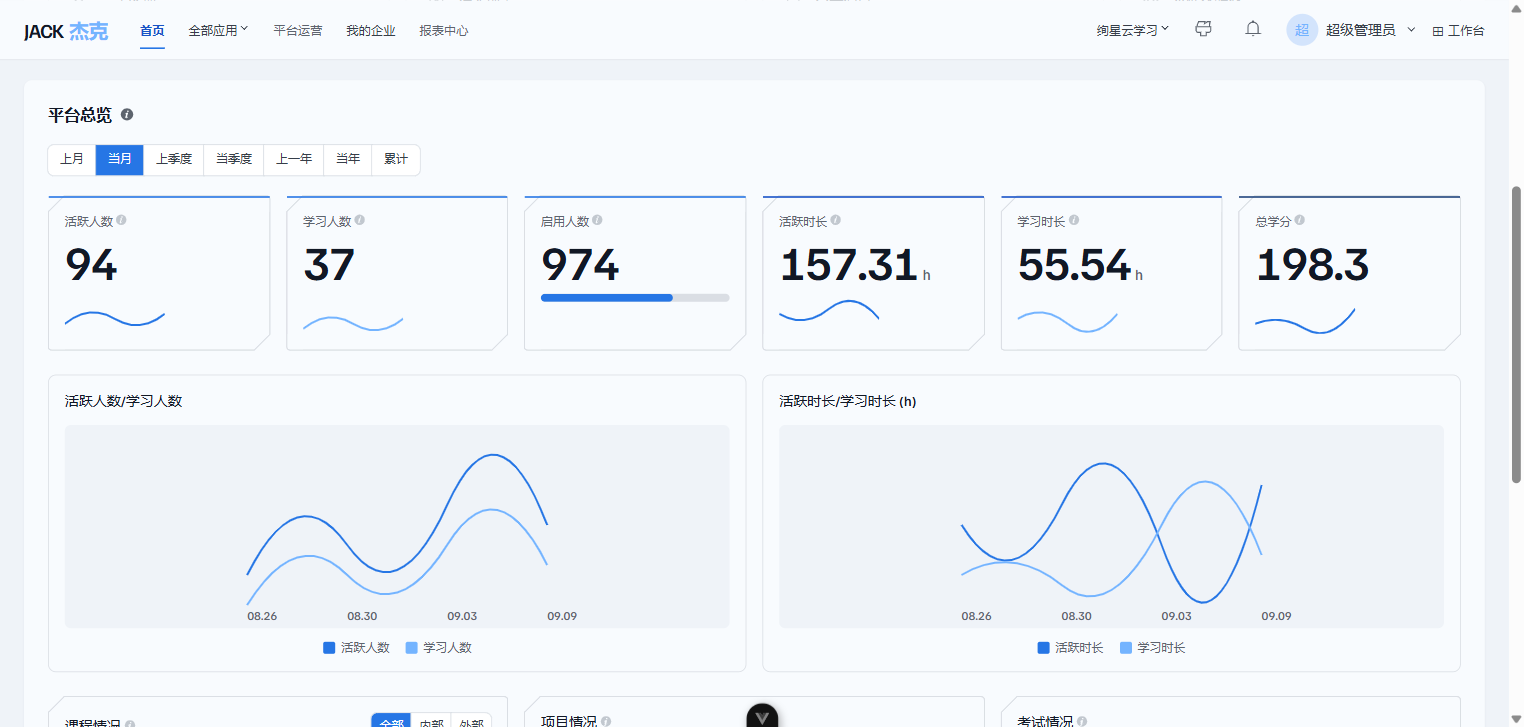 JACK 杰克 首页 全部应用 平台运营 我的企业 报表中心 绚星云学习 超 超级管理员 工作台
平台总览
上月 当月 上季度 当季度 上一年 当年 累计
活跃人数 学习人数 启用人数 活跃时长 学习时长 总学分
94 37 974 157.31 h 55.54 h 198.3
活跃人数/学习人数 活跃时长/学习时长 (h)
08.26 08.30 09.03 09.09 08.26 08.30 09.03 09.09
活跃人数 学习人数 活跃时长 学习时长
课程情况 全部 内部 外部 项目情况 考试情况